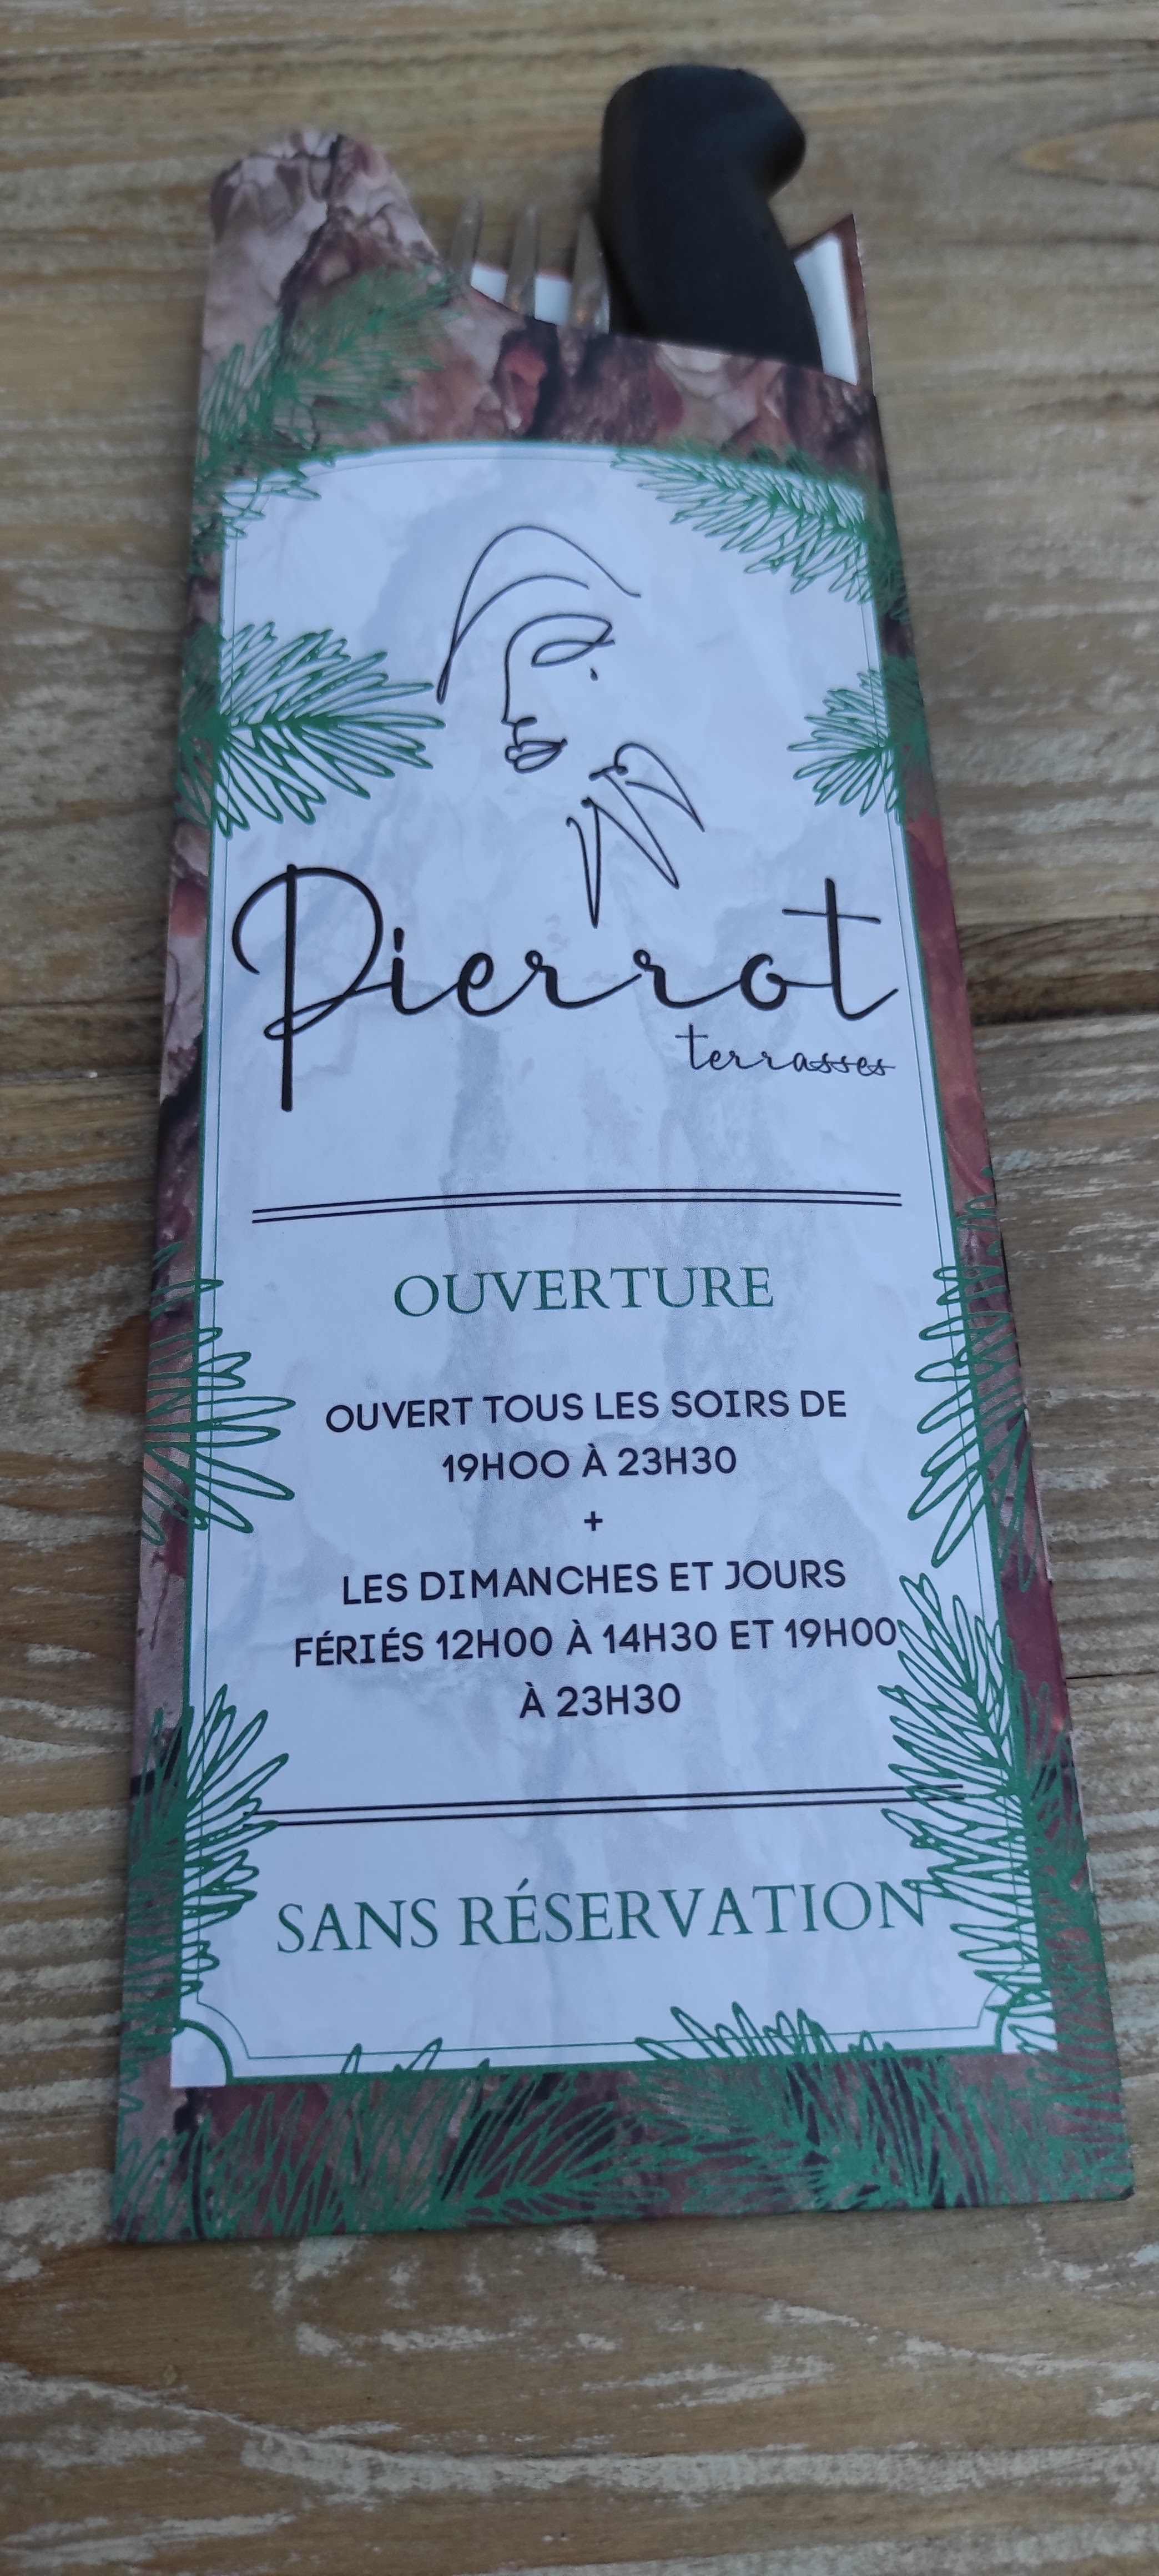 Pierrot
terrasses
OUVERTURE
OUVERT TOUS LES SOIRS DE
19H00 À 23H30
+
LES DIMANCHES ET JOURS
FÉRIÉS 12H00 À 14H30 ET 19H00
À 23H30
SANS RÉSERVATION